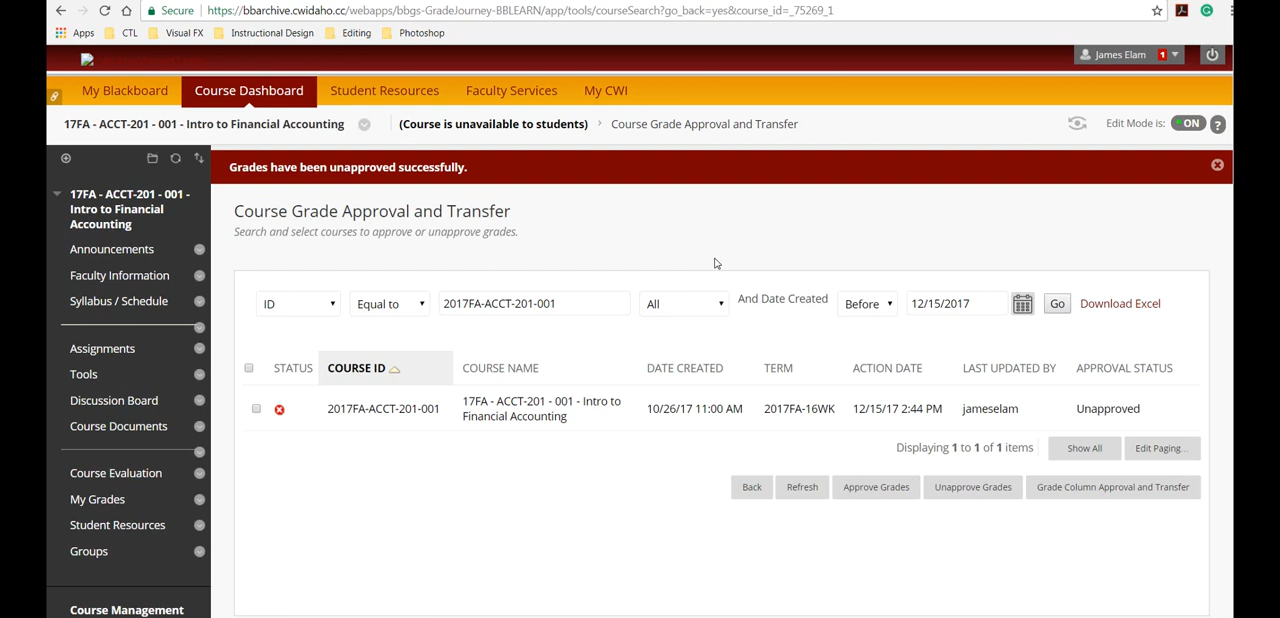 Secure https://bbarchive.cwidaho.cc/webapps/bbgs-GradeJourney-BBLEARN/app/tools/courseSearch?go_back=yes&course_id=_75269_1
Apps CTL Visual FX Instructional Design Editing Photoshop
James Elam 1
My Blackboard Course Dashboard Student Resources Faculty Services My CWI
17FA - ACCT-201 - 001 - Intro to Financial Accounting (Course is unavailable to students) > Course Grade Approval and Transfer Edit Mode is: ON ?
Grades have been unapproved successfully.
17FA - ACCT-201 - 001 -
Intro to Financial
Accounting
Announcements
Faculty Information
Syllabus / Schedule
Assignments
Tools
Discussion Board
Course Documents
Course Evaluation
My Grades
Student Resources
Groups
Course Management
Course Grade Approval and Transfer
Search and select courses to approve or unapprove grades.
ID Equal to 2017FA-ACCT-201-001 All And Date Created Before 12/15/2017 Go Download Excel
STATUS COURSE ID COURSE NAME DATE CREATED TERM ACTION DATE LAST UPDATED BY APPROVAL STATUS
2017FA-ACCT-201-001 17FA - ACCT-201 - 001 - Intro to 10/26/17 11:00 AM 2017FA-16WK 12/15/17 2:44 PM jameselam Unapproved
Financial Accounting
Displaying 1 to 1 of 1 items Show All Edit Paging...
Back Refresh Approve Grades Unapprove Grades Grade Column Approval and Transfer